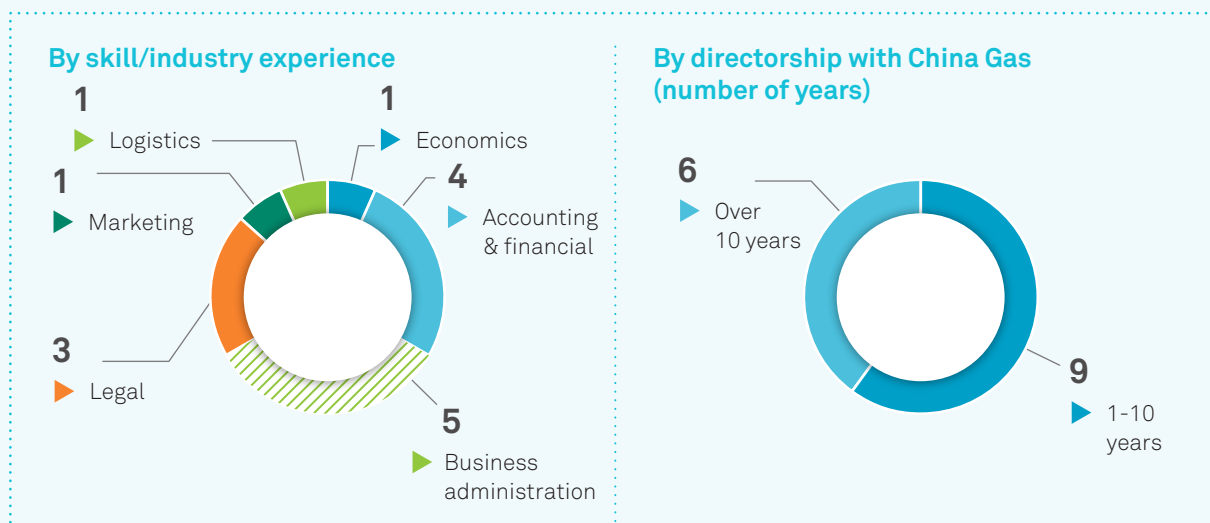 By skill/industry experience
1
Logistics
1
Economics
1
Marketing
4
Accounting
& financial
3
Legal
5
Business
administration
By directorship with China Gas
(number of years)
6
Over
10 years
9
1-10
years